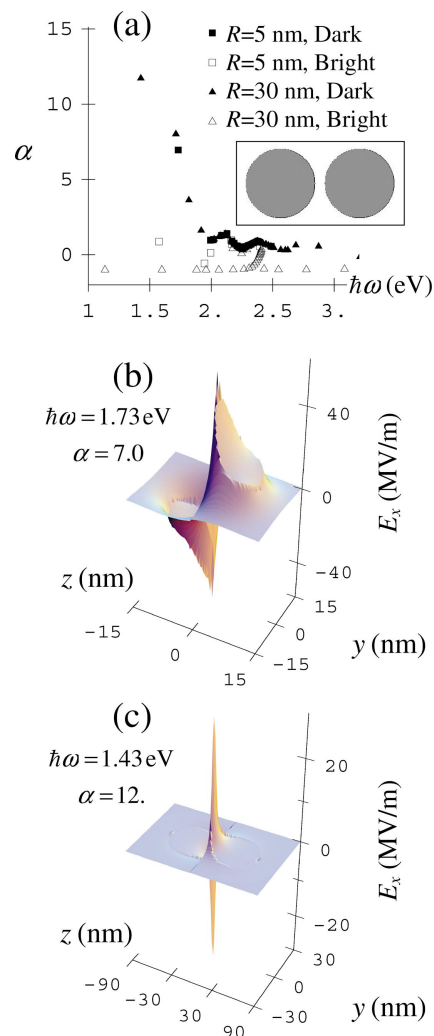 (a)
15
10
5
0
α
R=5 nm, Dark
R=5 nm, Bright
R=30 nm, Dark
R=30 nm, Bright
ħω (eV)
1 1.5 2. 2.5 3.
(b)
ħω = 1.73 eV
α = 7.0
40
0
-40
E_x (MV/m)
z (nm)
-15 0 15
y (nm)
15
0
-15
(c)
ħω = 1.43 eV
α = 12.
20
0
-20
E_x (MV/m)
z (nm)
-90 -30 30 90
y (nm)
30
0
-30